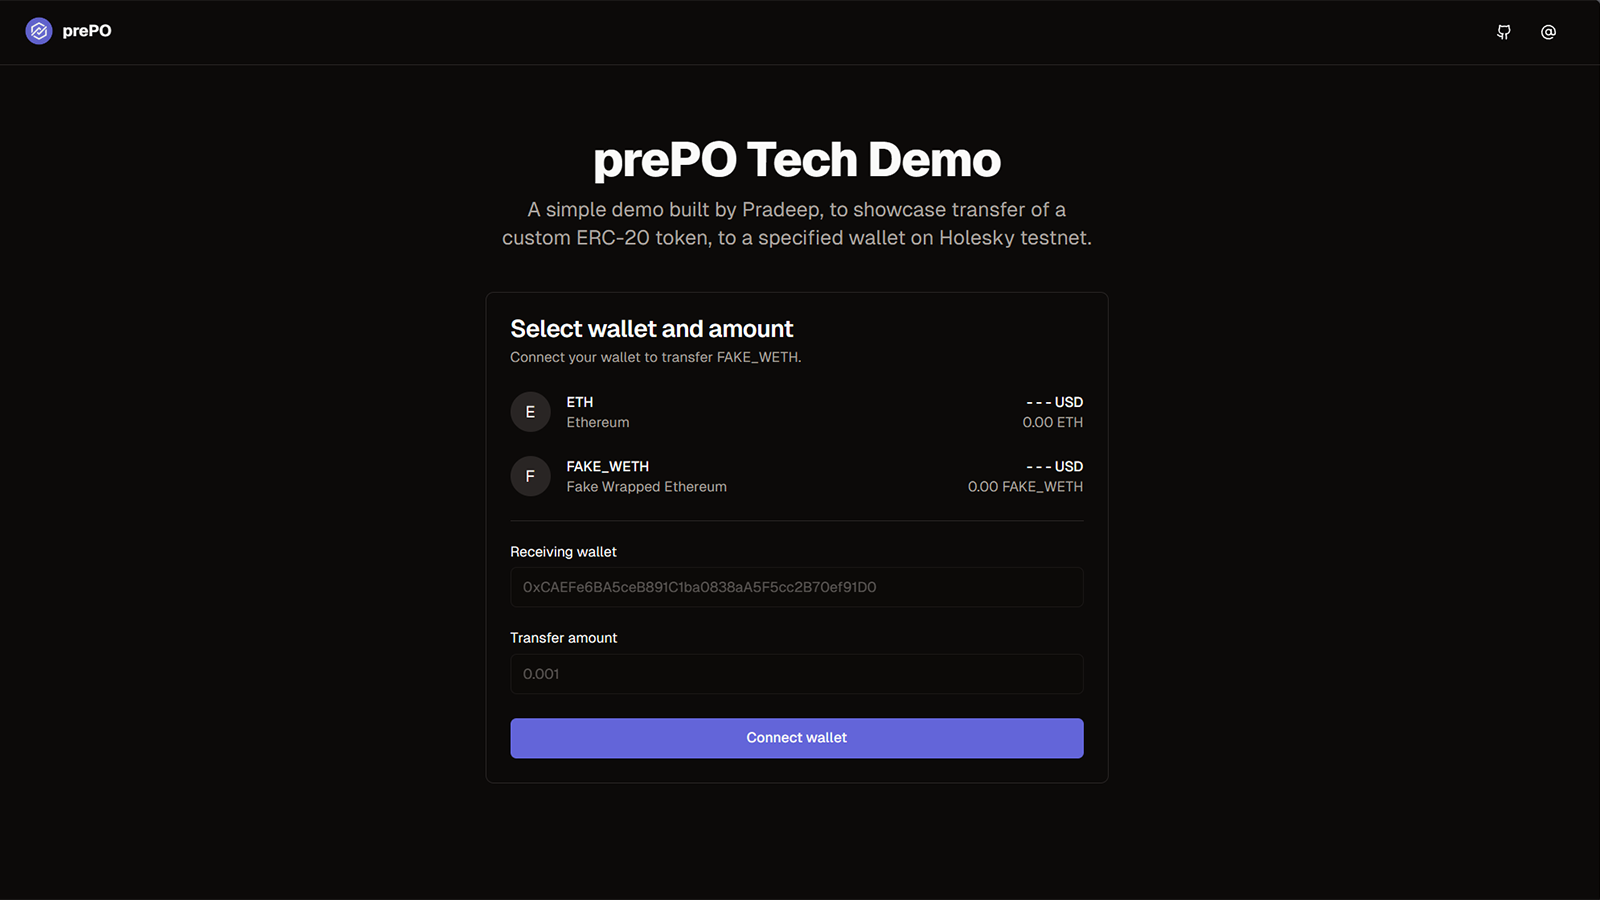 prePO
prePO Tech Demo
A simple demo built by Pradeep, to showcase transfer of a
custom ERC-20 token, to a specified wallet on Holesky testnet.
Select wallet and amount
Connect your wallet to transfer FAKE_WETH.
E
ETH
- - - USD
Ethereum
0.00 ETH
F
FAKE_WETH
- - - USD
Fake Wrapped Ethereum
0.00 FAKE_WETH
Receiving wallet
0xCAEFe6BA5ceB891C1ba0838aA5F5cc2B70ef91D0
Transfer amount
0.001
Connect wallet